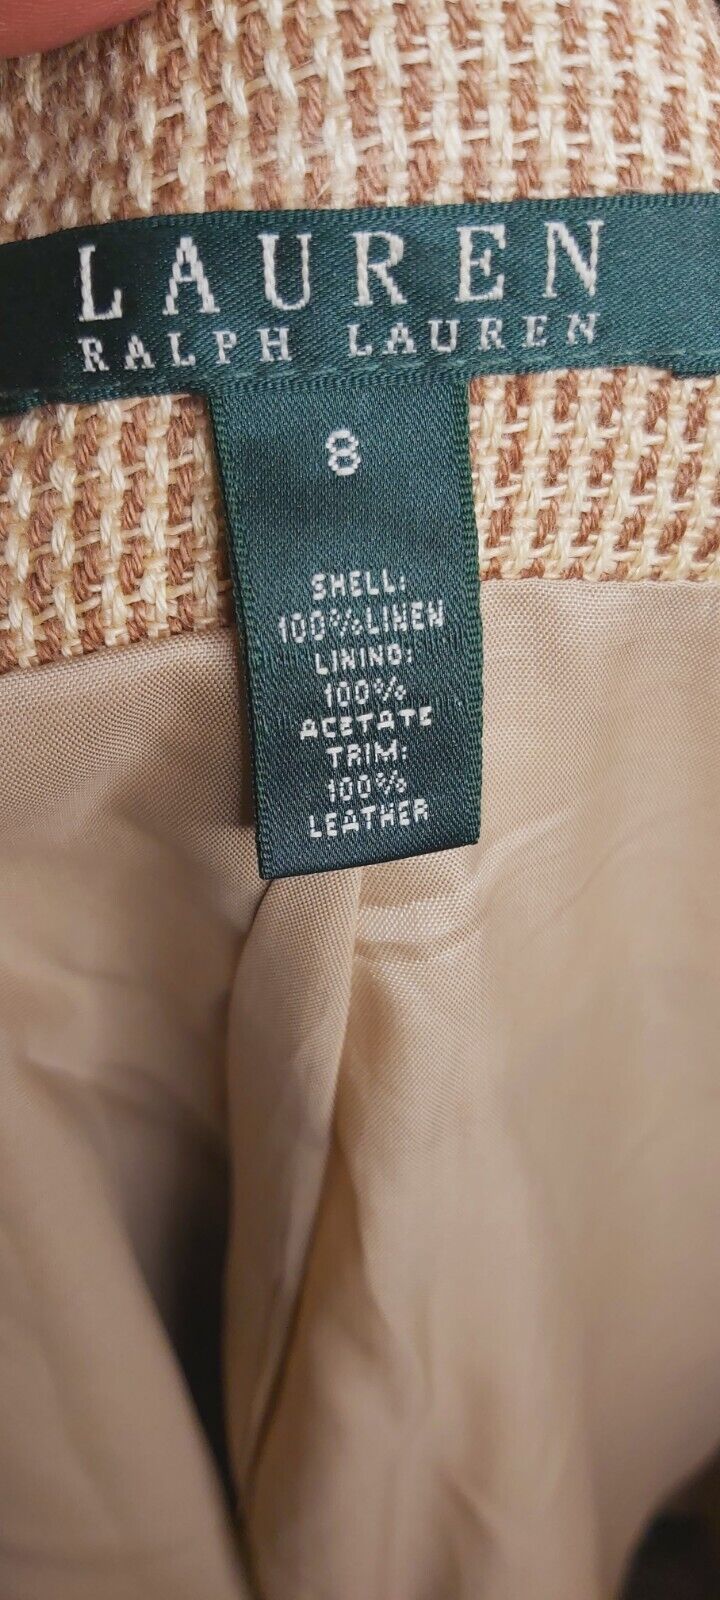 LAUREN
RALPH LAUREN
8
SHELL:
100%LINEN
LINING:
100%
ACETATE
TRIM:
100%
LEATHER